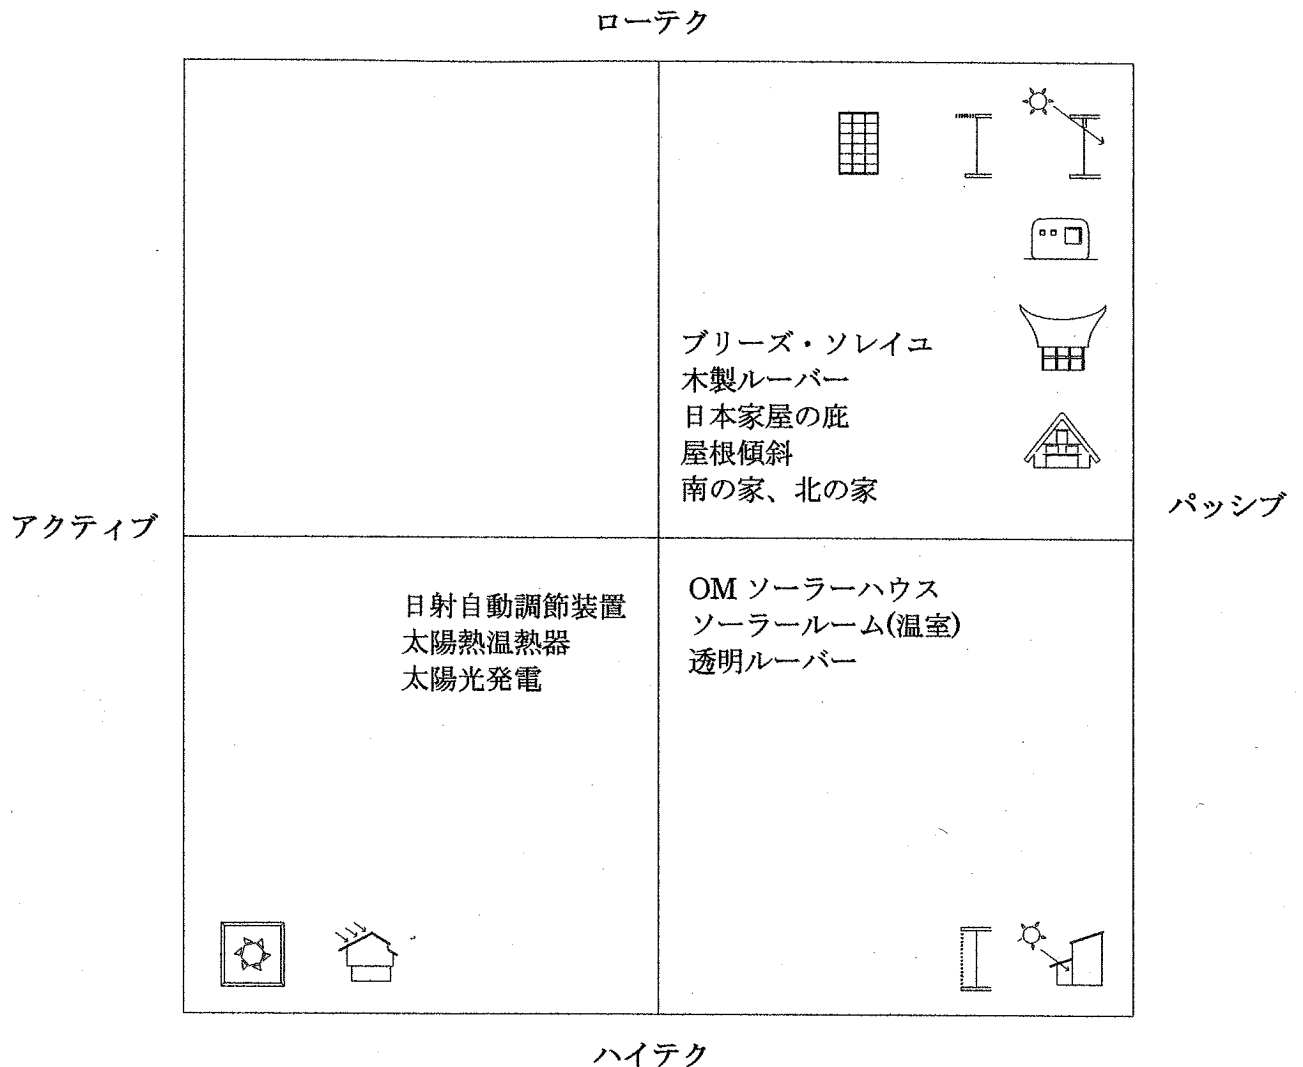 ローテク
ブリーズ・ソレイユ
木製ルーバー
日本家屋の庇
屋根傾斜
南の家、北の家
アクティブ
パッシブ
日射自動調節装置
太陽熱温熱器
太陽光発電
OM ソーラーハウス
ソーラールーム(温室)
透明ルーバー
ハイテク